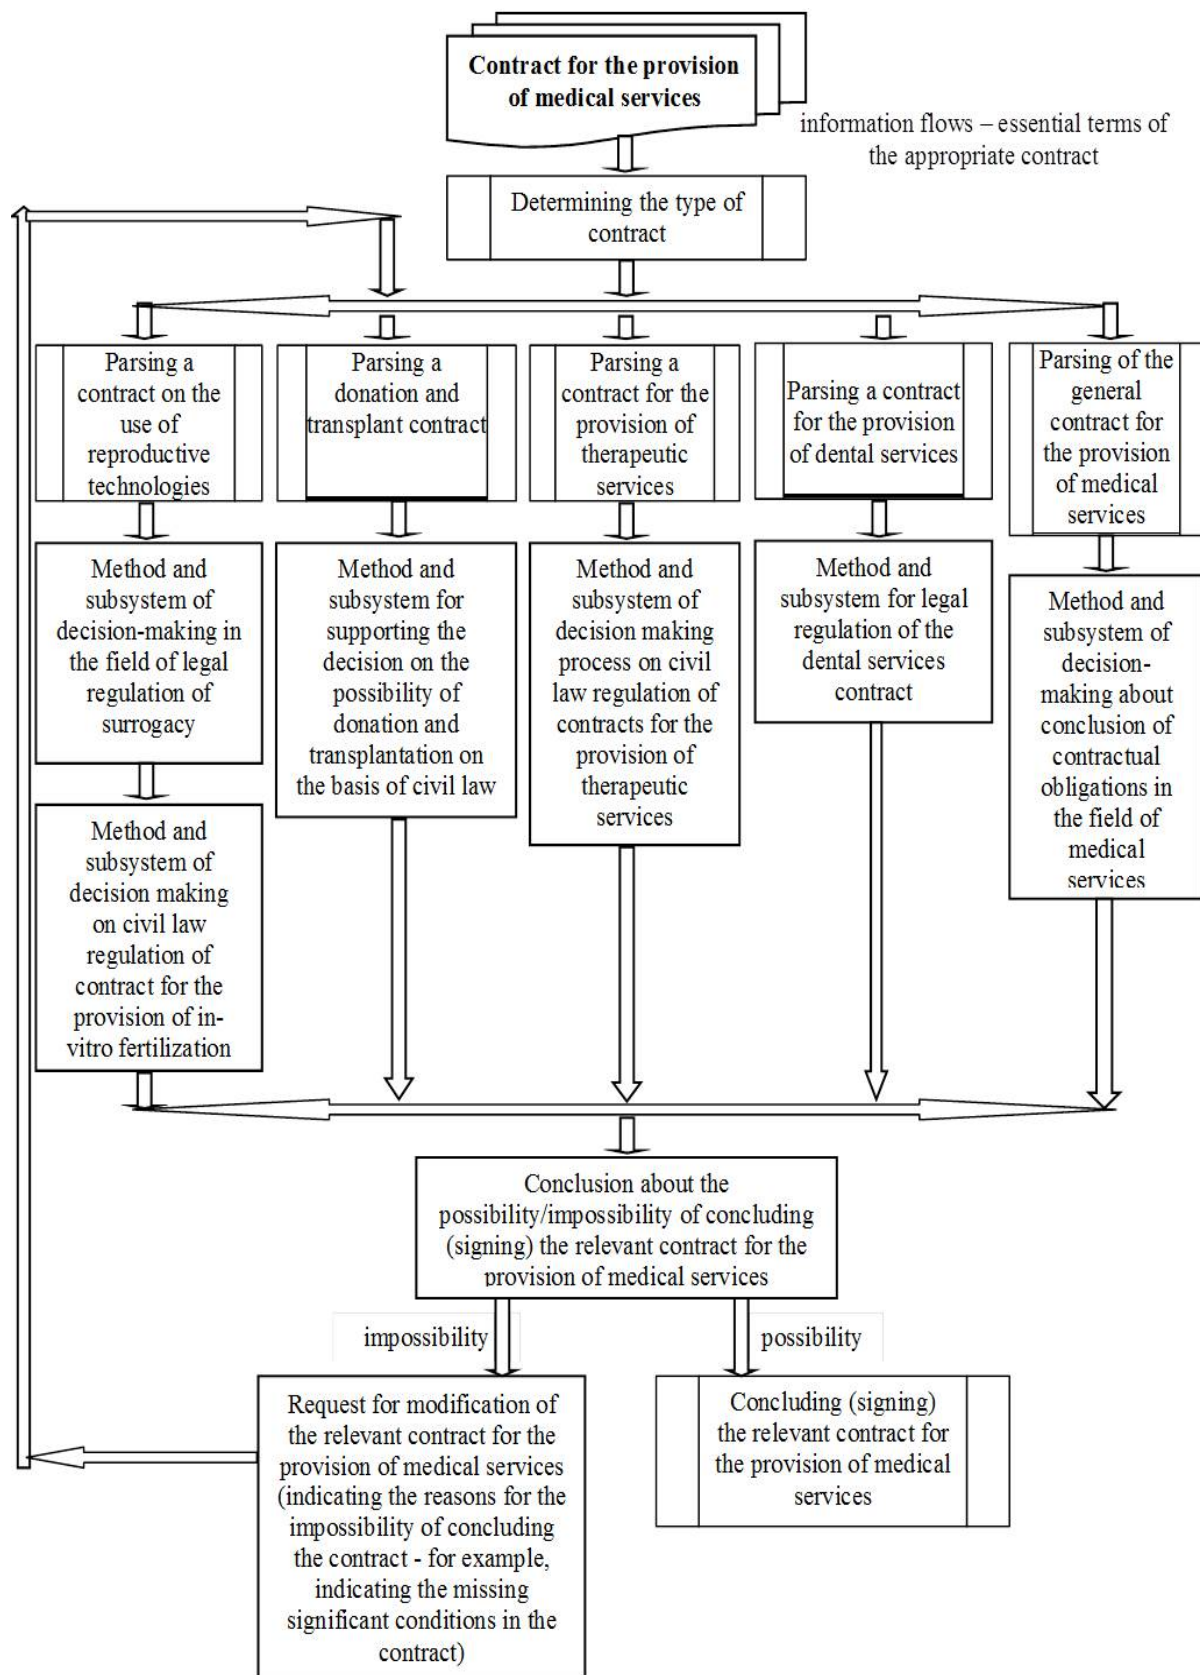 Contract for the provision
of medical services
information flows – essential terms of
the appropriate contract
Determining the type of
contract
Parsing a
contract on the
use of
reproductive
technologies
Parsing a
donation and
transplant contract
Parsing a
contract for the
provision of
therapeutic
services
Parsing a contract
for the provision
of dental services
Parsing of the
general
contract for
the provision
of medical
services
Method and
subsystem of
decision-making in
the field of legal
regulation of
surrogacy
Method and
subsystem for
supporting the
decision on the
possibility of
donation and
transplantation on
the basis of civil law
Method and
subsystem of
decision making
process on civil
law regulation of
contracts for the
provision of
therapeutic
services
Method and
subsystem for legal
regulation of the
dental services
contract
Method and
subsystem of
decision-
making about
conclusion of
contractual
obligations in
the field of
medical
services
Method and
subsystem of
decision making
on civil law
regulation of
contract for the
provision of in-
vitro fertilization
Conclusion about the
possibility/impossibility of concluding
(signing) the relevant contract for the
provision of medical services
impossibility
possibility
Request for modification of
the relevant contract for the
provision of medical services
(indicating the reasons for the
impossibility of concluding
the contract - for example,
indicating the missing
significant conditions in the
contract)
Concluding (signing)
the relevant contract for
the provision of medical
services